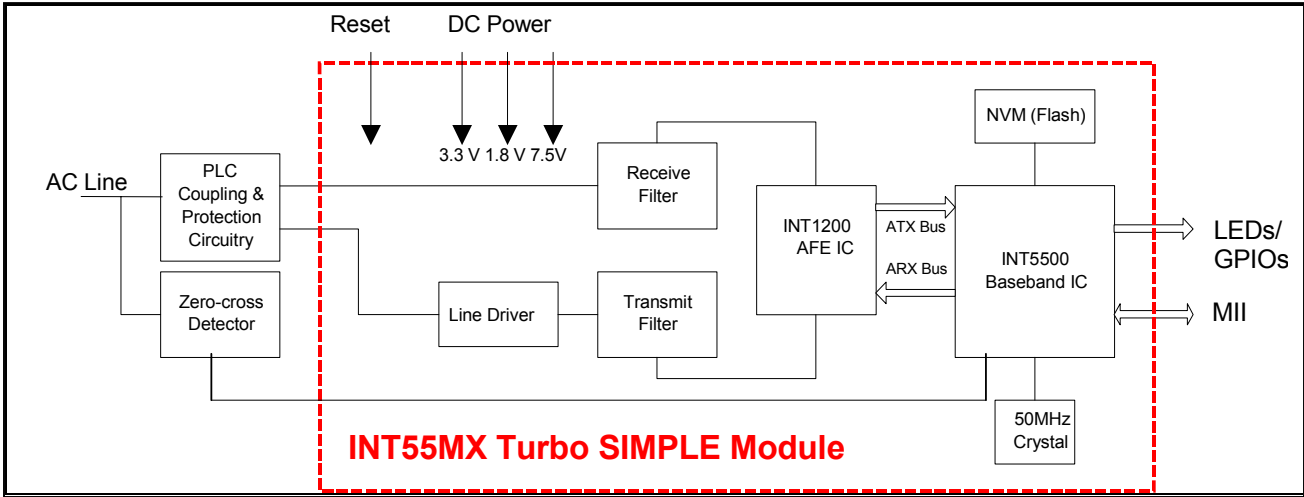 Reset
DC Power
NVM (Flash)
3.3 V 1.8 V 7.5V
AC Line
PLC
Coupling &
Protection
Circuitry
Receive
Filter
INT1200
AFE IC
ATX Bus
ARX Bus
INT5500
Baseband IC
LEDs/
GPIOs
Zero-cross
Detector
Line Driver
Transmit
Filter
MII
50MHz
Crystal
INT55MX Turbo SIMPLE Module